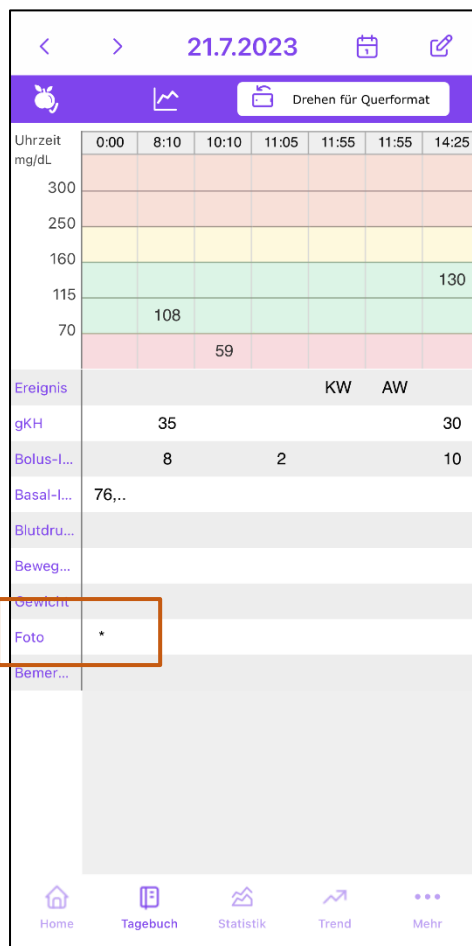 21.7.2023
Drehen für Querformat
Uhrzeit 0:00 8:10 10:10 11:05 11:55 11:55 14:25
mg/dL
300
250
160
130
115
108
70
59
Ereignis KW AW
gKH 35 30
Bolus-I... 8 2 10
Basal-I... 76,..
Blutdru...
Beweg...
Gewicht
Foto *
Bemer...
Home Tagebuch Statistik Trend Mehr